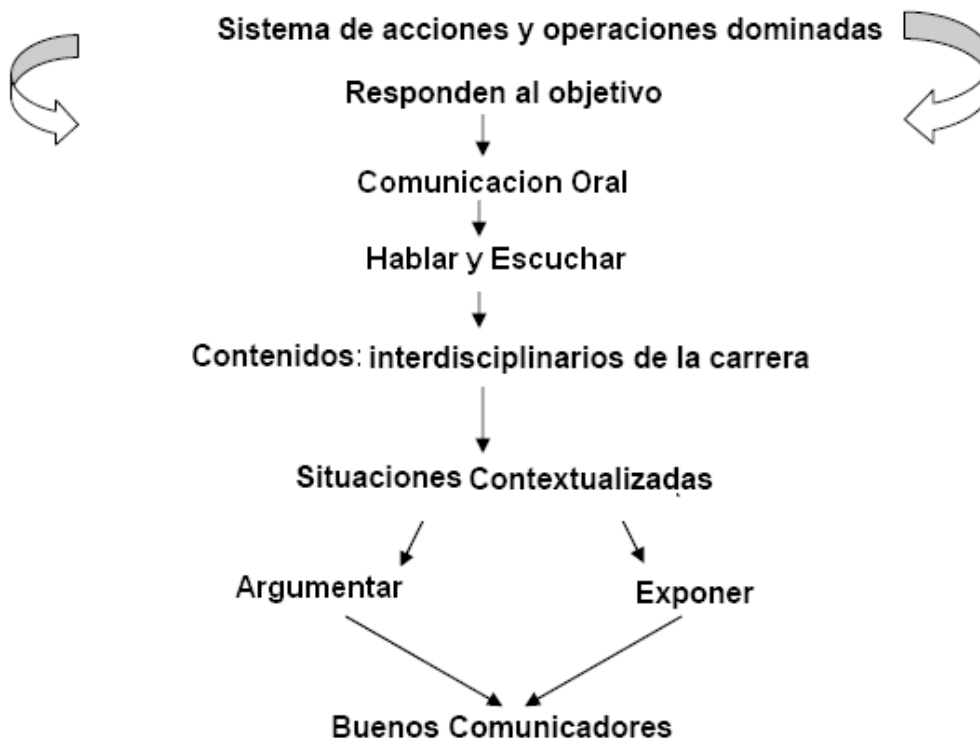 Sistema de acciones y operaciones dominadas
Responden al objetivo
Comunicacion Oral
Hablar y Escuchar
Contenidos: interdisciplinarios de la carrera
Situaciones Contextualizadas
Argumentar
Exponer
Buenos Comunicadores